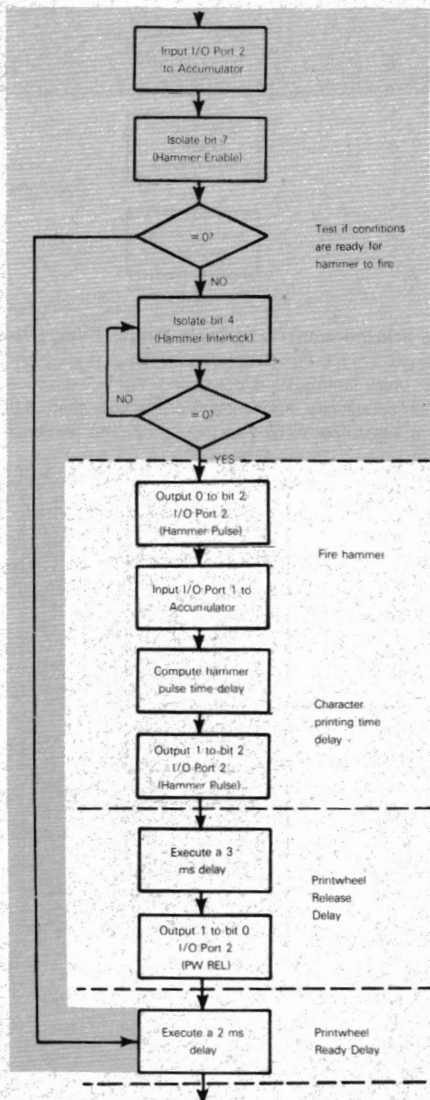 Input I/O Port 2
to Accumulator
Isolate bit 7
(Hammer Enable)
= 0?
Test if conditions
are ready for
hammer to fire
NO
Isolate bit 4
(Hammer Interlock)
NO
= 0?
YES
Output 0 to bit 2
I/O Port 2
(Hammer Pulse)
Fire hammer
Input I/O Port 1 to
Accumulator
Compute hammer
pulse time delay
Character
printing time
delay
Output 1 to bit 2
I/O Port 2
(Hammer Pulse)
Execute a 3
ms delay
Printwheel
Release
Delay
Output 1 to bit 0
I/O Port 2
(PW REL)
Execute a 2 ms
delay
Printwheel
Ready Delay